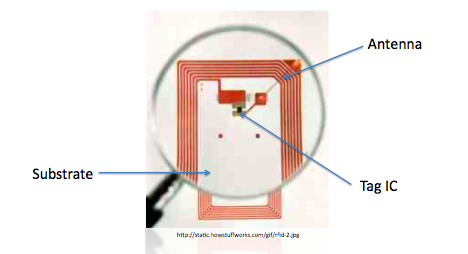 Antenna
Substrate
Tag IC
http://static.howstuffworks.com/gif/rfid-2.jpg